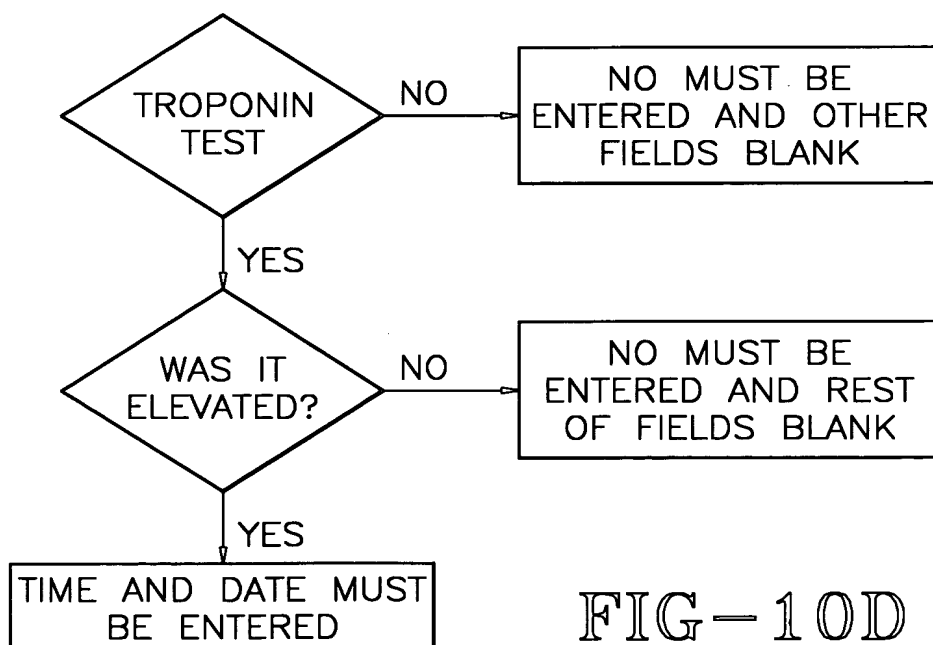 TROPONIN
TEST
NO
NO MUST BE
ENTERED AND OTHER
FIELDS BLANK
YES
WAS IT
ELEVATED?
NO
NO MUST BE
ENTERED AND REST
OF FIELDS BLANK
YES
TIME AND DATE MUST
BE ENTERED
FIG-10D